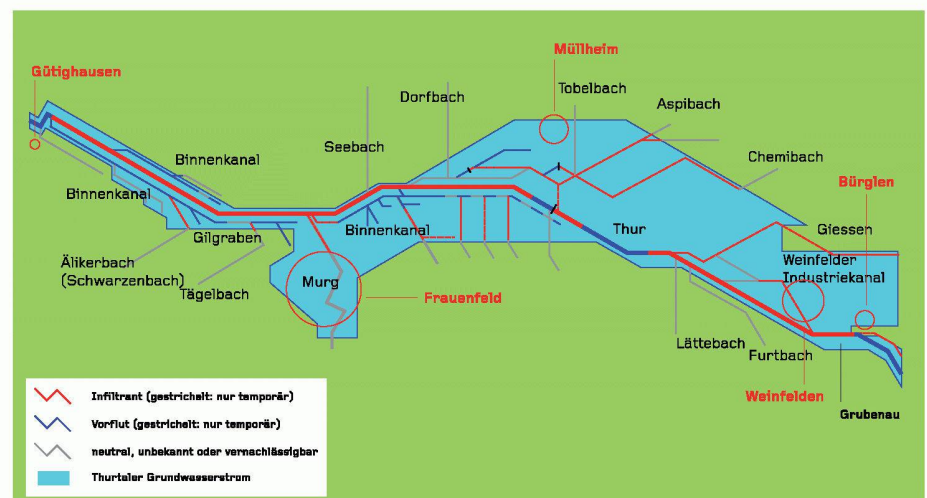 Müllheim
Gütighausen
Tobelbach
Dorfbach
Aspibach
Seebach
Binnenkanal
Chemibach
Bürglen
Binnenkanal
Binnenkanal
Thur
Giessen
Gilgraben
Weinfelder
Industriekanal
Älikerbach
(Schwarzenbach)
Murg
Tägelbach
Frauenfeld
Lättebach
Furtbach
Weinfelden
Grubenau
Infiltrant (gestrichelt: nur temporär)
Vorflut (gestrichelt: nur temporär)
neutral, unbekannt oder vernachlässigbar
Thurtaler Grundwasserstrom